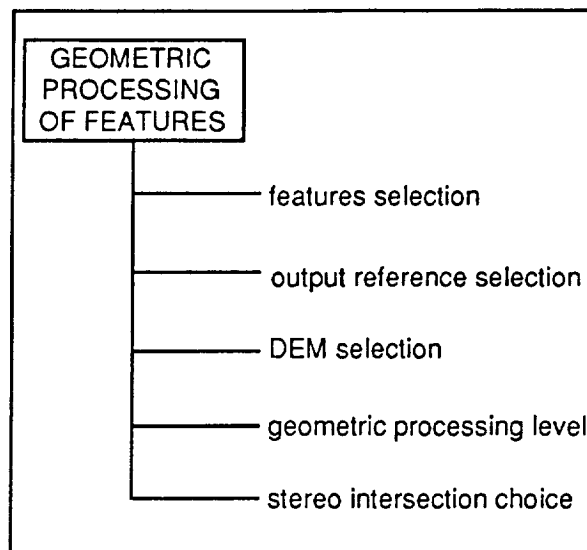 GEOMETRIC
PROCESSING
OF FEATURES
features selection
output reference selection
DEM selection
geometric processing level
stereo intersection choice